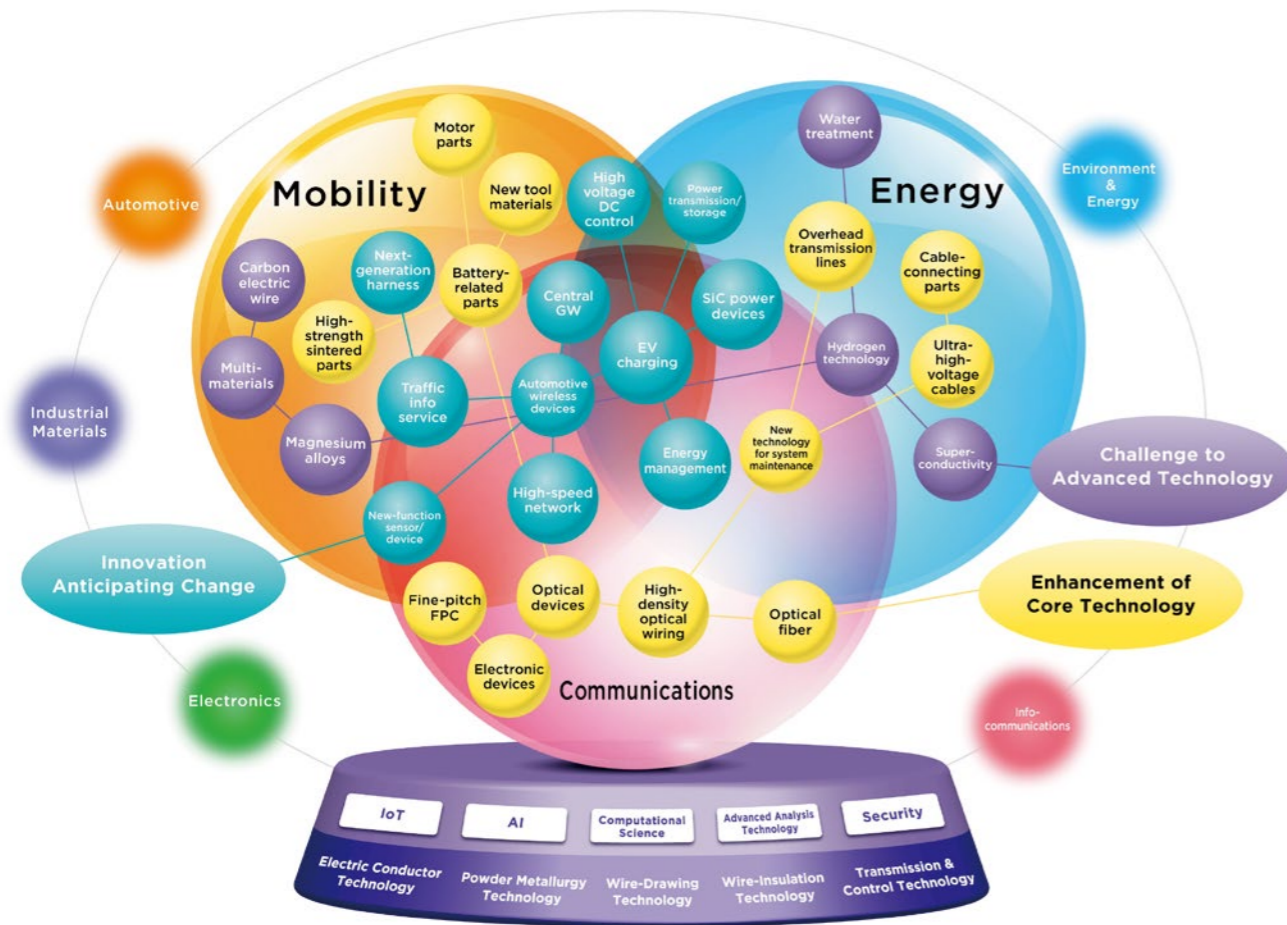 Motor
parts
Water
treatment
Mobility
Energy
High
voltage
DC
control
Power
transmission/
storage
Environment
&
Energy
Automotive
New tool
materials
Overhead
transmission
lines
Carbon
electric
wire
Next-
generation
harness
Battery-
related
parts
Central
GW
SiC power
devices
Cable-
connecting
parts
High-
strength
sintered
parts
EV
charging
Hydrogen
technology
Ultra-
high-
voltage
cables
Multi-
materials
Traffic
info
service
Automotive
wireless
devices
Industrial
Materials
Magnesium
alloys
Energy
management
New
technology
for system
maintenance
Super-
conductivity
Challenge to
Advanced Technology
High-speed
network
New-function
sensor/
device
Innovation
Anticipating Change
Fine-pitch
FPC
Optical
devices
High-
density
optical
wiring
Optical
fiber
Enhancement of
Core Technology
Electronic
devices
Communications
Electronics
Info-
communications
IoT
AI
Computational
Science
Advanced Analysis
Technology
Security
Electric Conductor
Technology
Powder Metallurgy
Technology
Wire-Drawing
Technology
Wire-Insulation
Technology
Transmission &
Control Technology